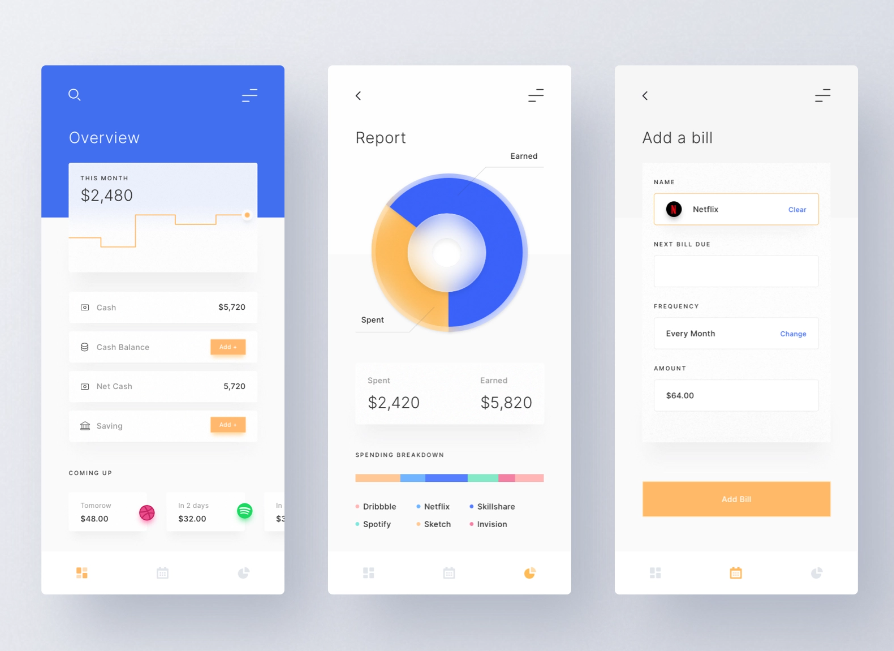 Overview
THIS MONTH
$2,480
Cash $5,720
Cash Balance Add +
Net Cash 5,720
Saving Add +
COMING UP
Tomorow In 2 days In
$48.00 $32.00
Report
Earned
Spent
Spent Earned
$2,420 $5,820
SPENDING BREAKDOWN
Dribbble Netflix Skillshare
Spotify Sketch Invision
Add a bill
NAME
N Netflix Clear
NEXT BILL DUE
FREQUENCY
Every Month Change
AMOUNT
$64.00
Add Bill